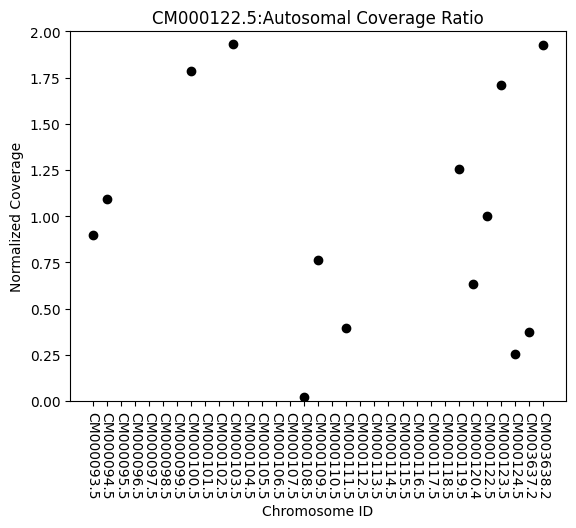 CM000122.5:Autosomal Coverage Ratio
2.00
1.75
1.50
1.25
1.00
0.75
0.50
0.25
0.00
Normalized Coverage
CM000093.5
CM000094.5
CM000095.5
CM000096.5
CM000097.5
CM000098.5
CM000099.5
CM000100.5
CM000101.5
CM000102.5
CM000103.5
CM000104.5
CM000105.5
CM000106.5
CM000107.5
CM000108.5
CM000109.5
CM000110.5
CM000111.5
CM000112.5
CM000113.5
CM000114.5
CM000115.5
CM000116.5
CM000117.5
CM000118.5
CM000119.5
CM000120.4
CM000122.5
CM000123.5
CM000124.5
CM003637.2
CM003638.2
Chromosome ID